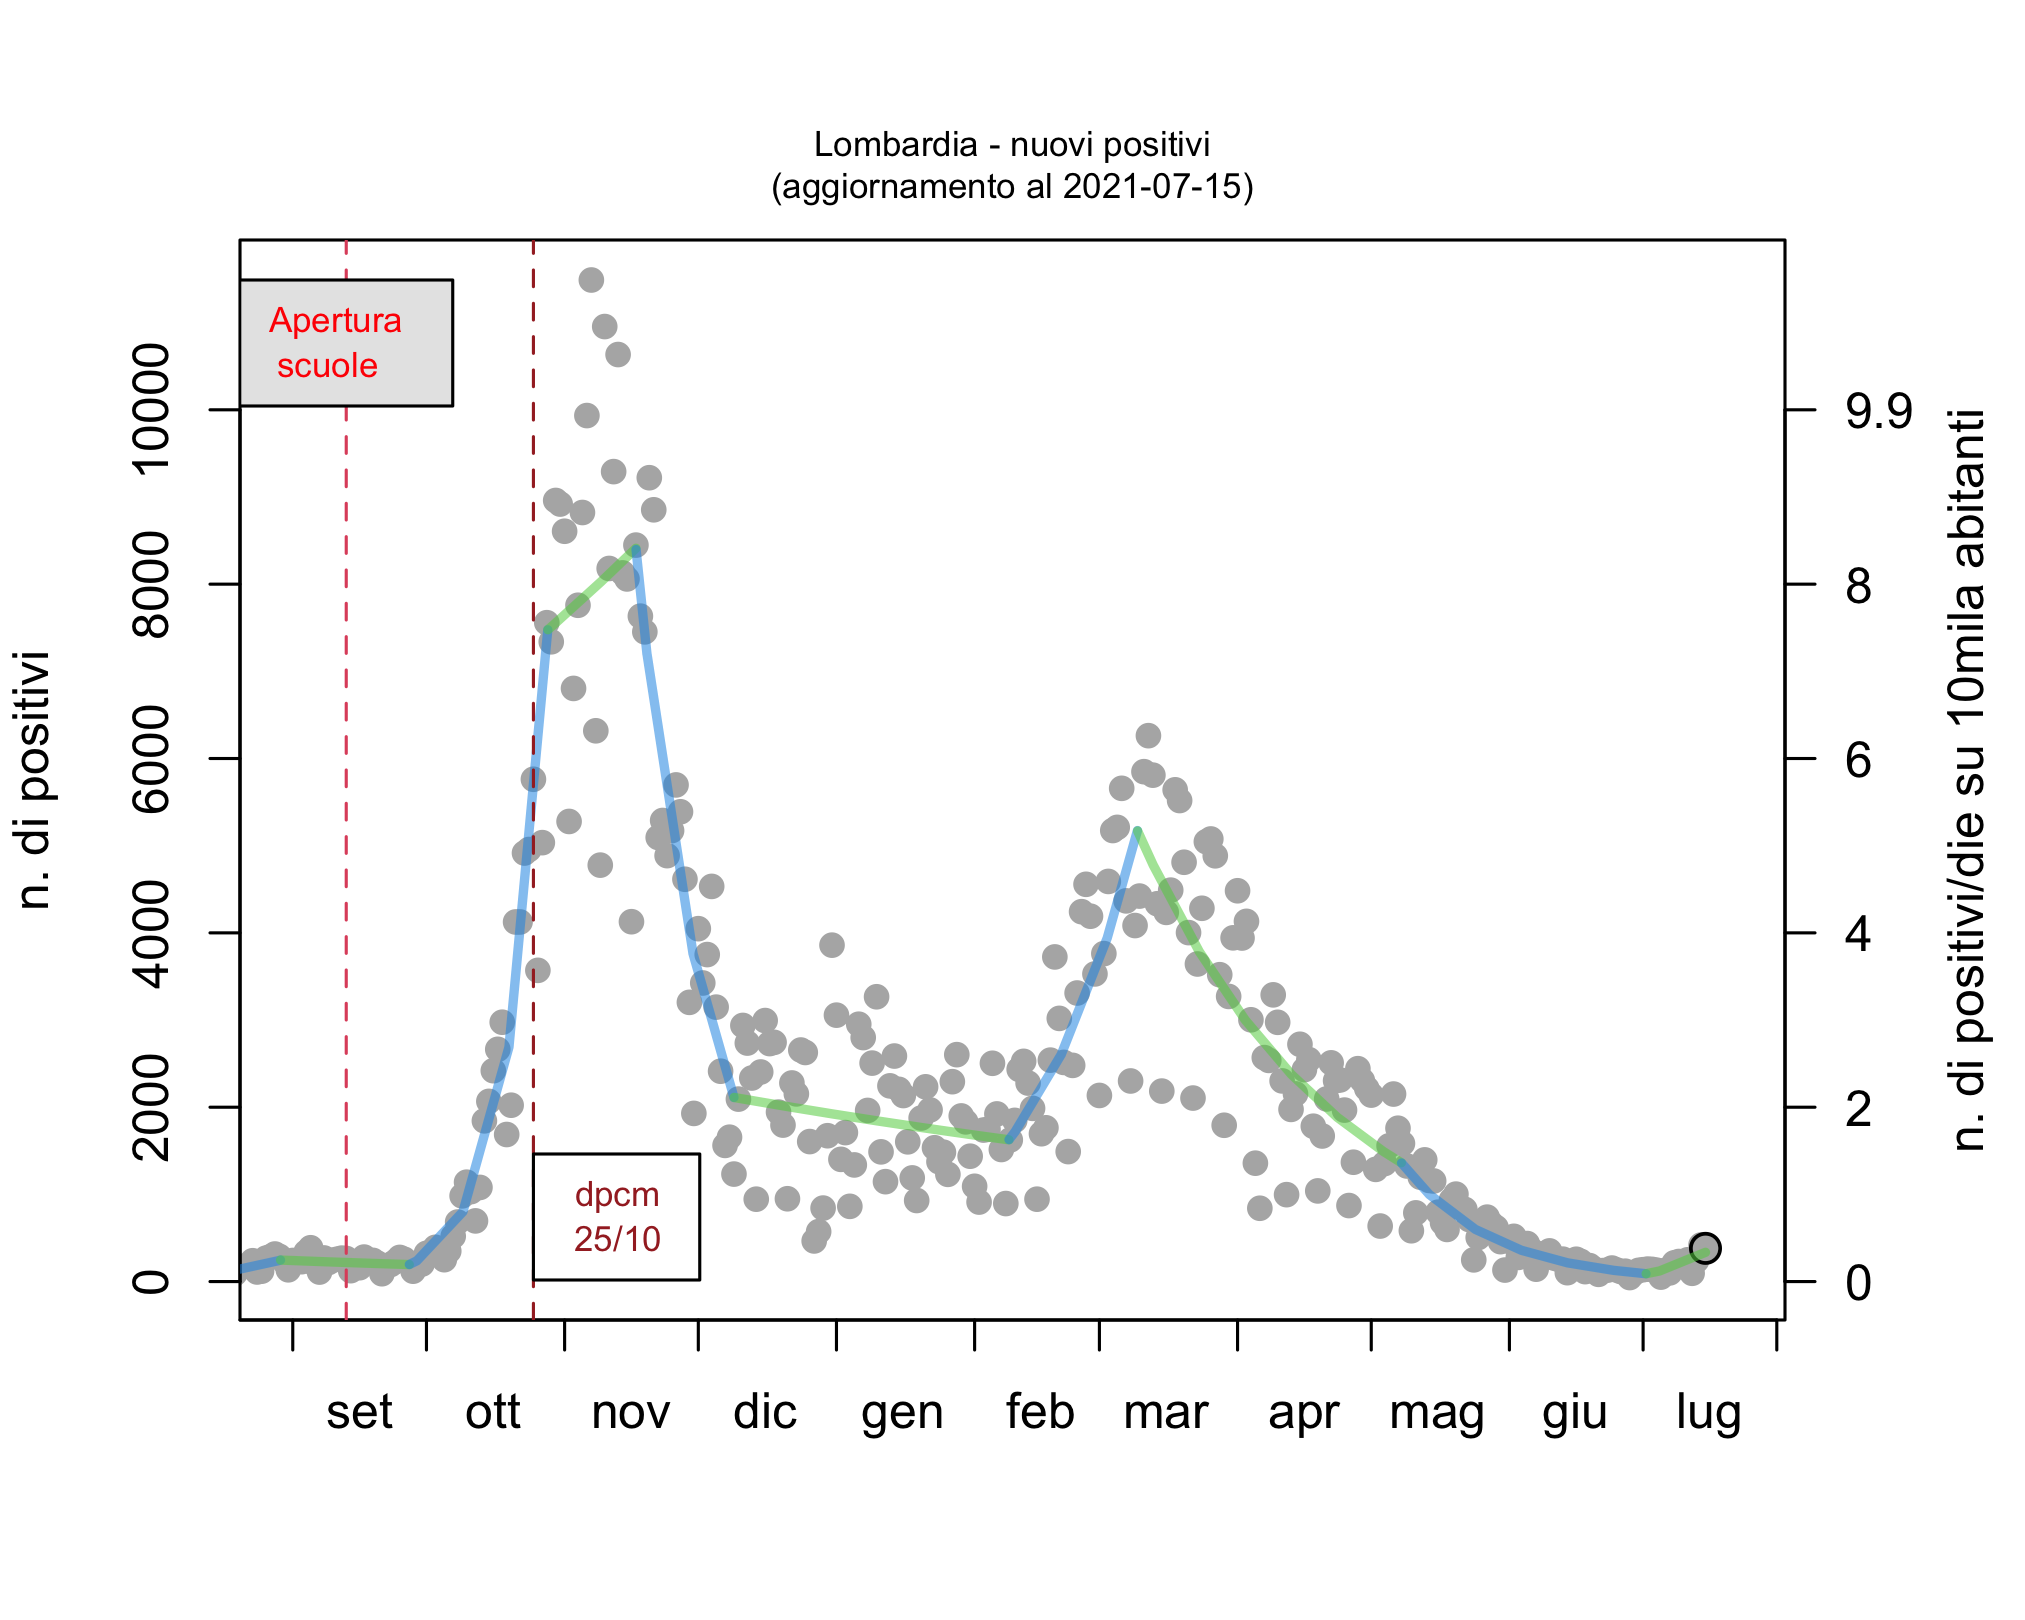 Lombardia - nuovi positivi
(aggiornamento al 2021-07-15)
Apertura
scuole
dpcm
25/10
n. di positivi
0
2000
4000
6000
8000
10000
n. di positivi/die su 10mila abitanti
0
2
4
6
8
9.9
set ott nov dic gen feb mar apr mag giu lug